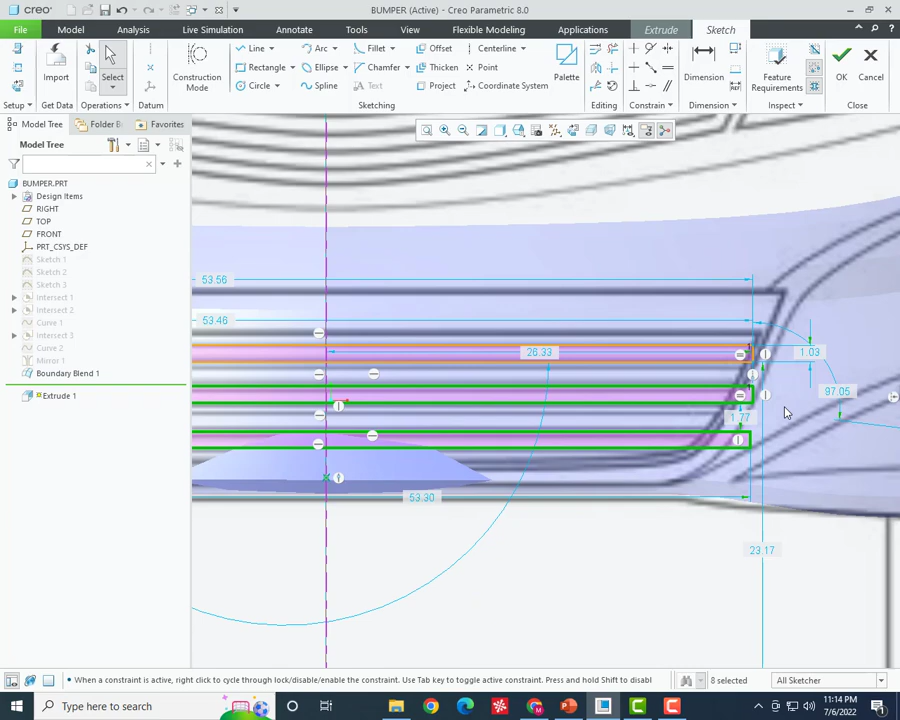 creo
BUMPER (Active) - Creo Parametric 8.0
File
Model
Analysis
Live Simulation
Annotate
Tools
View
Flexible Modeling
Applications
Extrude
Sketch
Import
Select
Line
Arc
Fillet
Offset
Centerline
Rectangle
Ellipse
Chamfer
Thicken
Point
Circle
Spline
Text
Project
Coordinate System
Construction
Mode
Palette
Dimension
Feature
Requirements
OK
Cancel
Setup
Get Data
Operations
Datum
Sketching
Editing
Constrain
Dimension
Inspect
Close
Model Tree
Folder B
Favorites
Model Tree
BUMPER.PRT
Design Items
RIGHT
TOP
FRONT
PRT_CSYS_DEF
Sketch 1
Sketch 2
Sketch 3
Intersect 1
Intersect 2
Curve 1
Intersect 3
Curve 2
Mirror 1
Boundary Blend 1
Extrude 1
53.56
53.46
26.33
1.03
97.05
1.77
53.30
23.17
• When a constraint is active, right click to cycle through lock/disable/enable the constraint. Use Tab key to toggle active constraint. Press and hold Shift to disabl
8 selected
All Sketcher
Type here to search
11:14 PM
7/6/2022